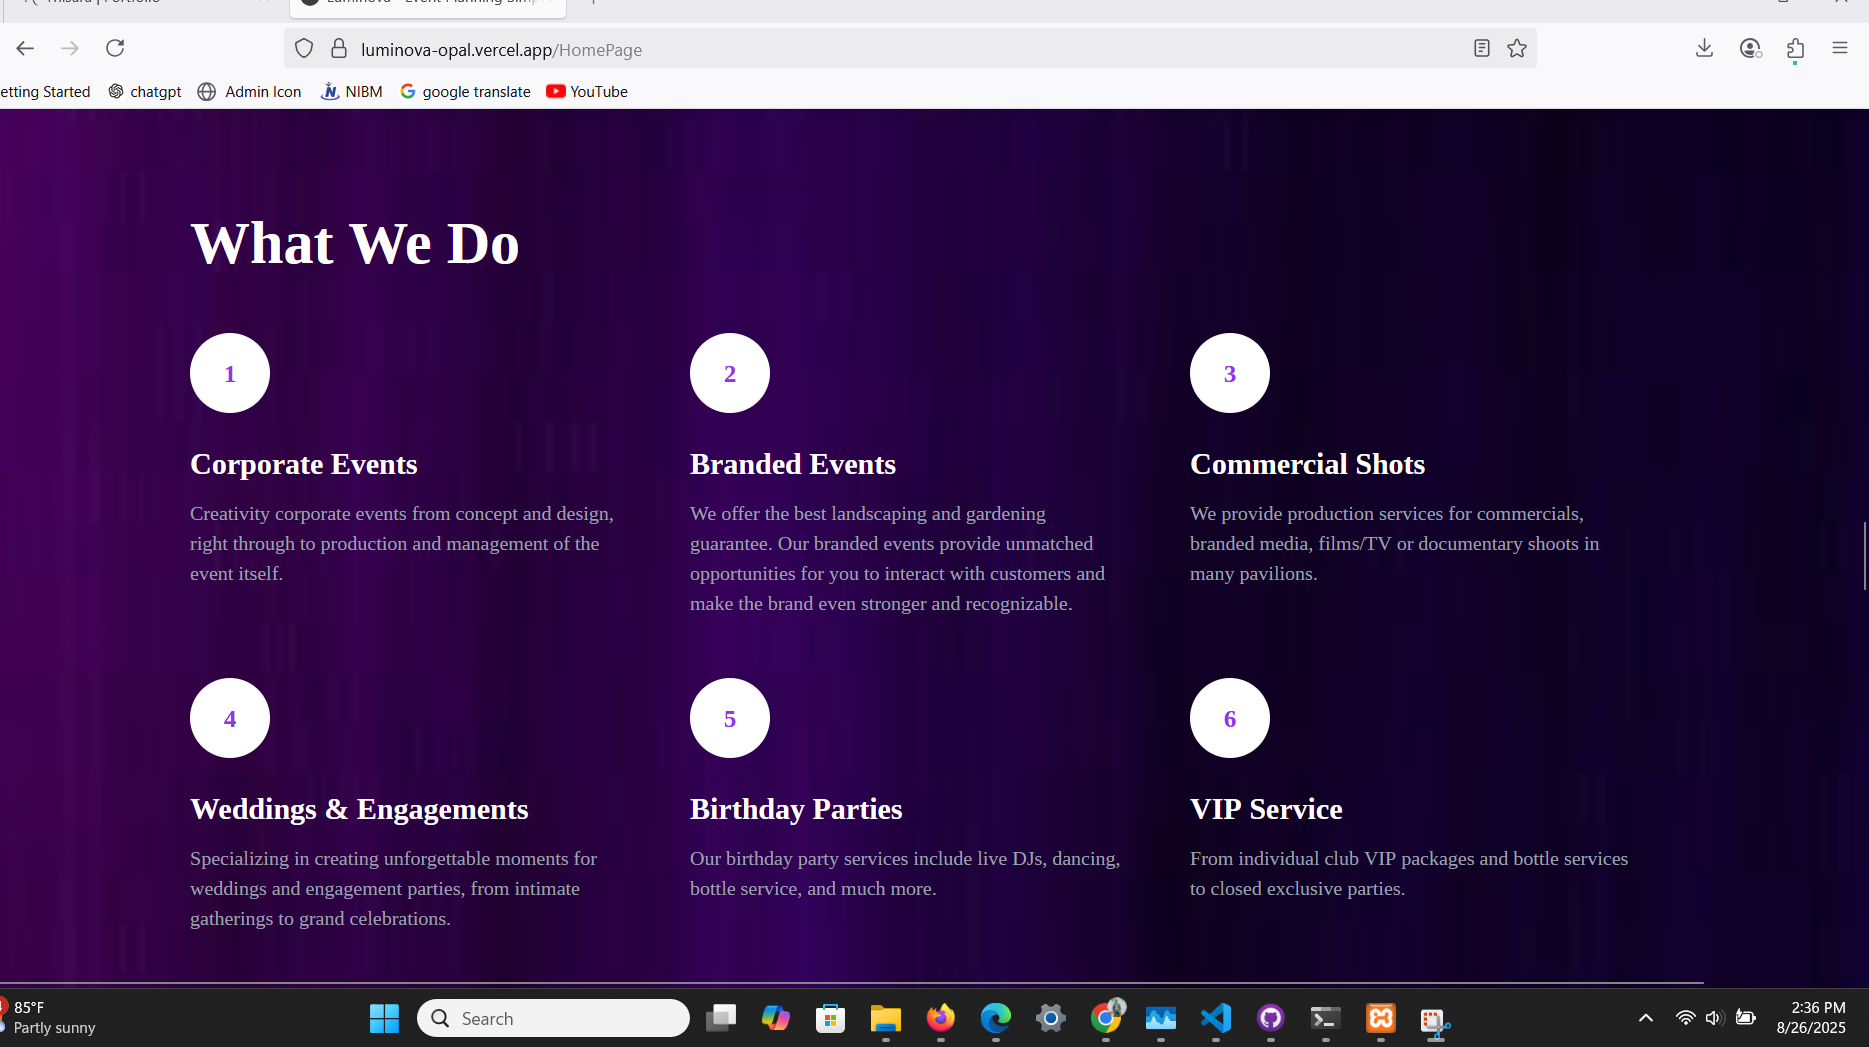 luminova-opal.vercel.app/HomePage
etting Started
chatgpt
Admin Icon
NIBM
google translate
YouTube
What We Do
1
2
3
Corporate Events
Branded Events
Commercial Shots
Creativity corporate events from concept and design,
right through to production and management of the
event itself.
We offer the best landscaping and gardening
guarantee. Our branded events provide unmatched
opportunities for you to interact with customers and
make the brand even stronger and recognizable.
We provide production services for commercials,
branded media, films/TV or documentary shoots in
many pavilions.
4
5
6
Weddings & Engagements
Birthday Parties
VIP Service
Specializing in creating unforgettable moments for
weddings and engagement parties, from intimate
gatherings to grand celebrations.
Our birthday party services include live DJs, dancing,
bottle service, and much more.
From individual club VIP packages and bottle services
to closed exclusive parties.
85°F
Partly sunny
Search
2:36 PM
8/26/2025